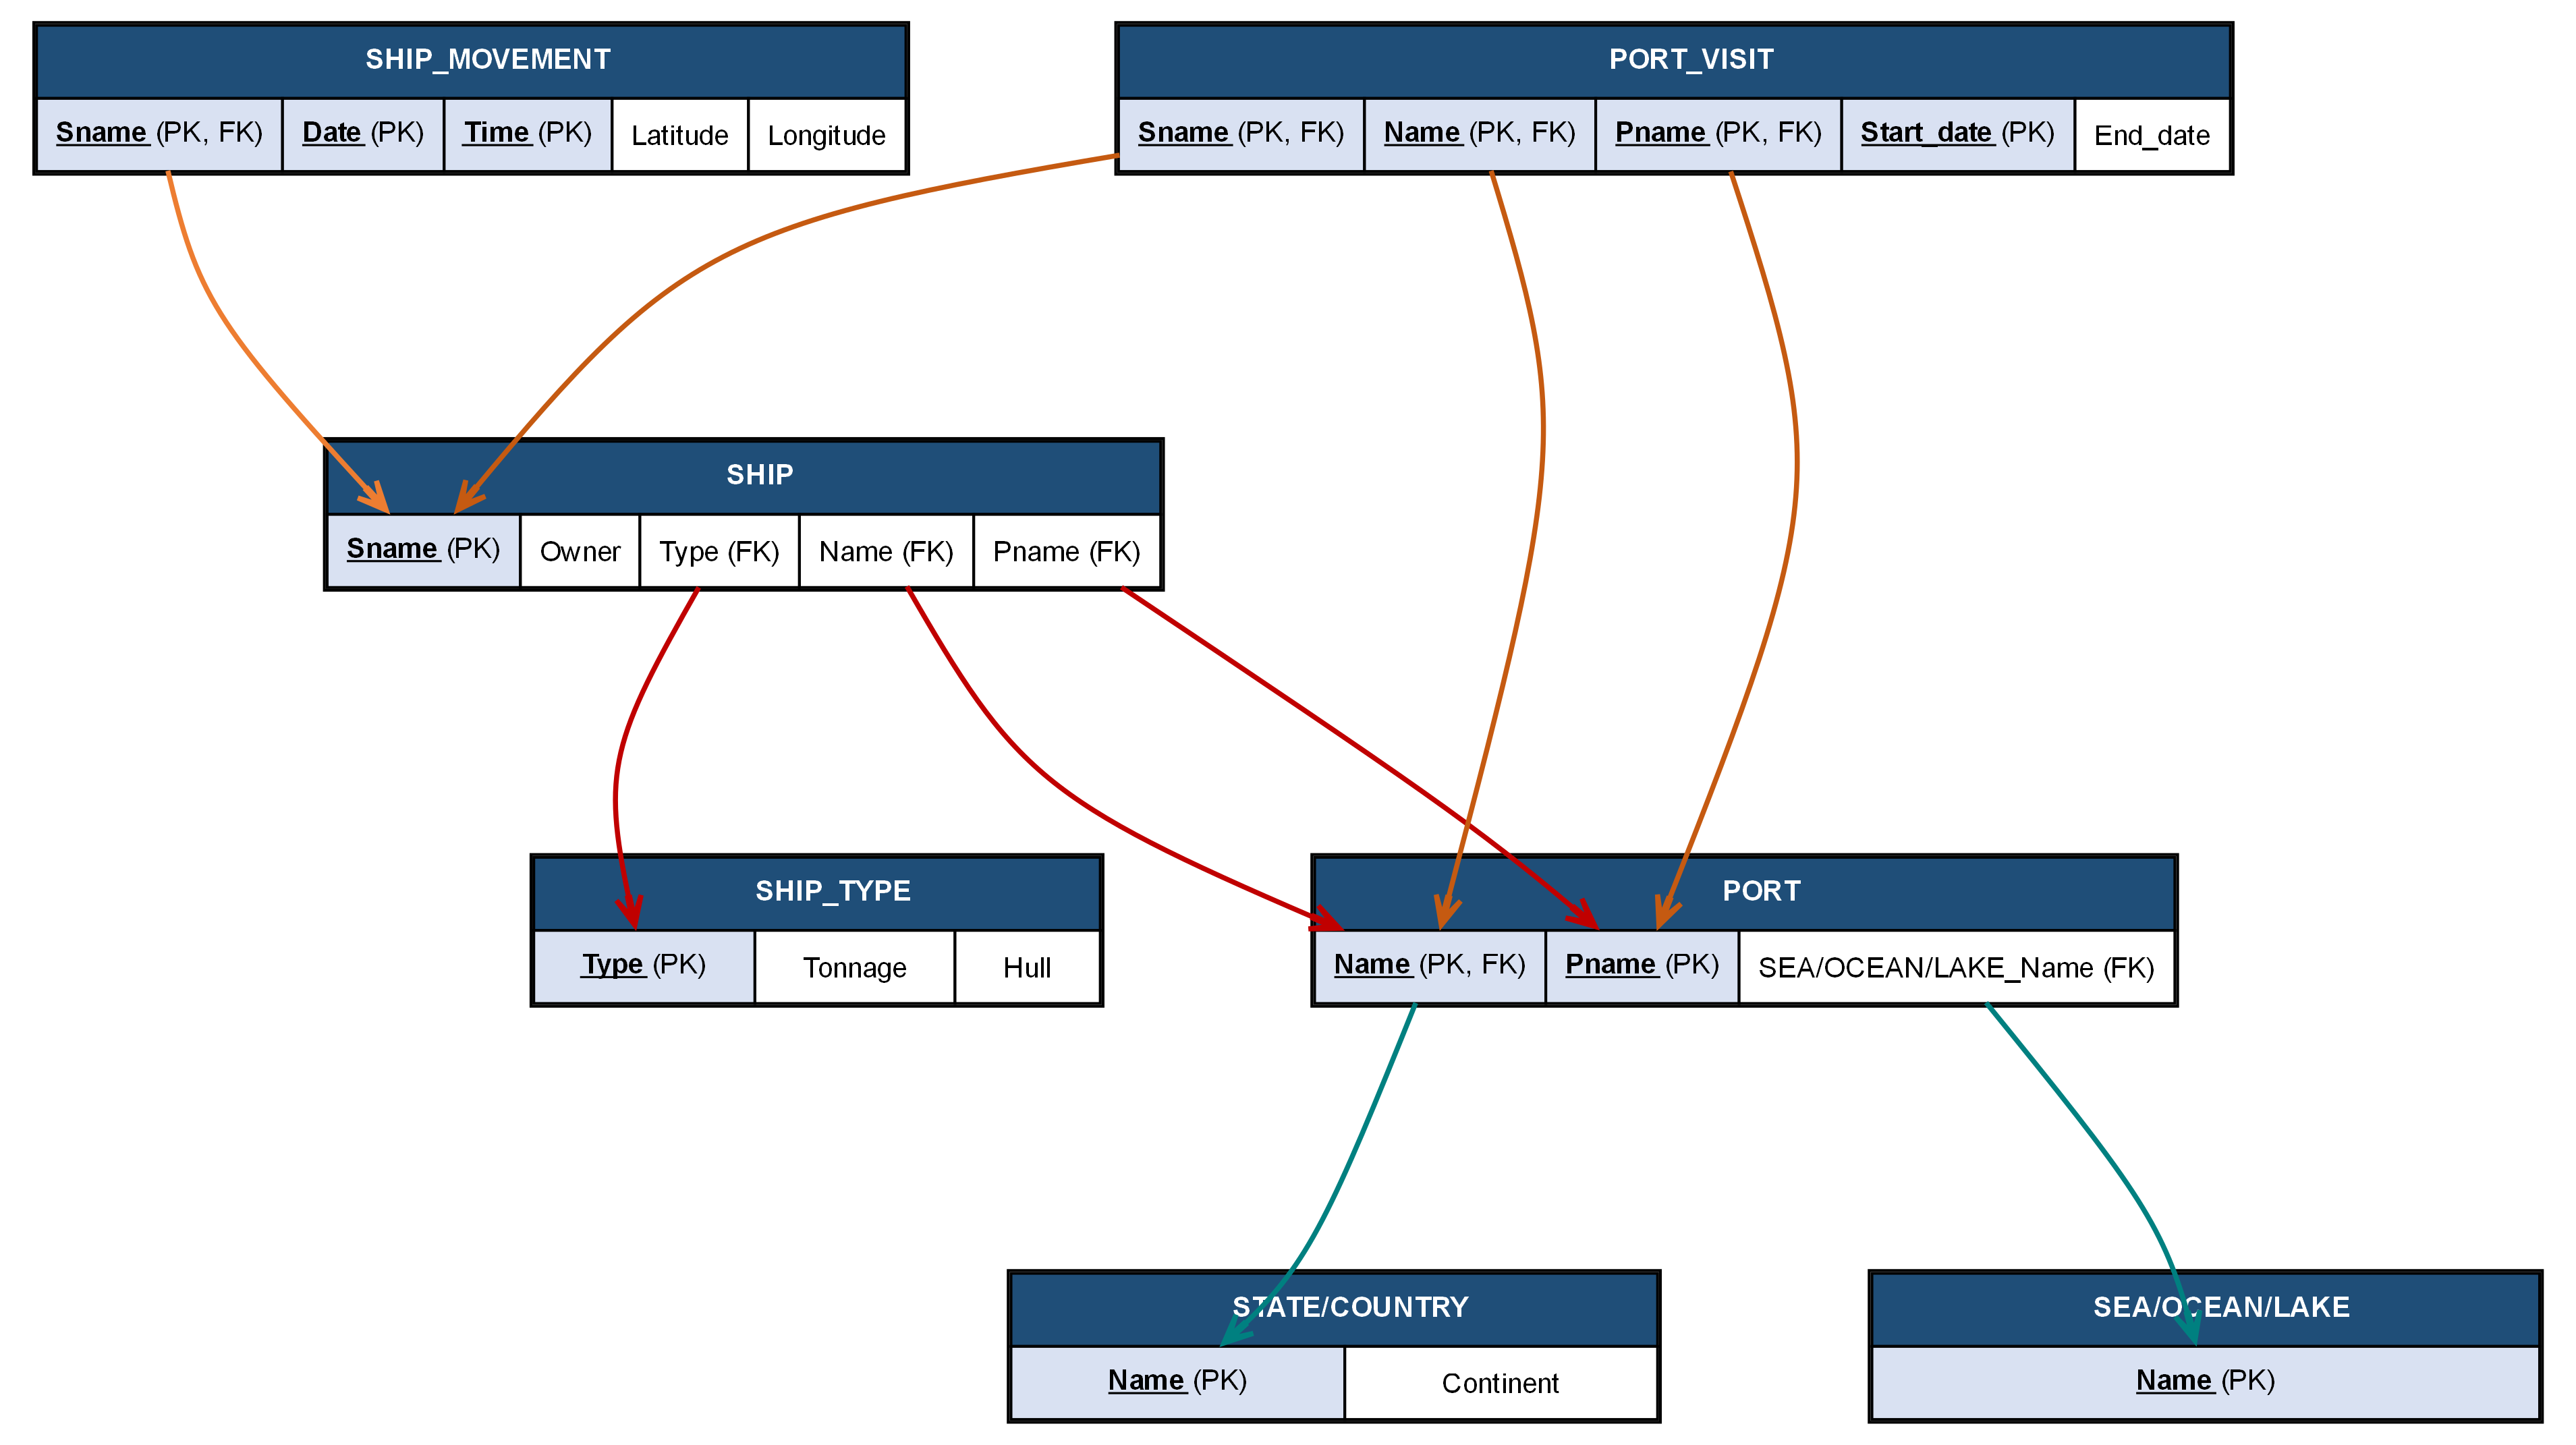 SHIP_MOVEMENT
Sname (PK, FK) Date (PK) Time (PK) Latitude Longitude
PORT_VISIT
Sname (PK, FK) Name (PK, FK) Pname (PK, FK) Start_date (PK) End_date
SHIP
Sname (PK) Owner Type (FK) Name (FK) Pname (FK)
SHIP_TYPE
Type (PK) Tonnage Hull
PORT
Name (PK, FK) Pname (PK) SEA/OCEAN/LAKE_Name (FK)
STATE/COUNTRY
Name (PK) Continent
SEA/OCEAN/LAKE
Name (PK)